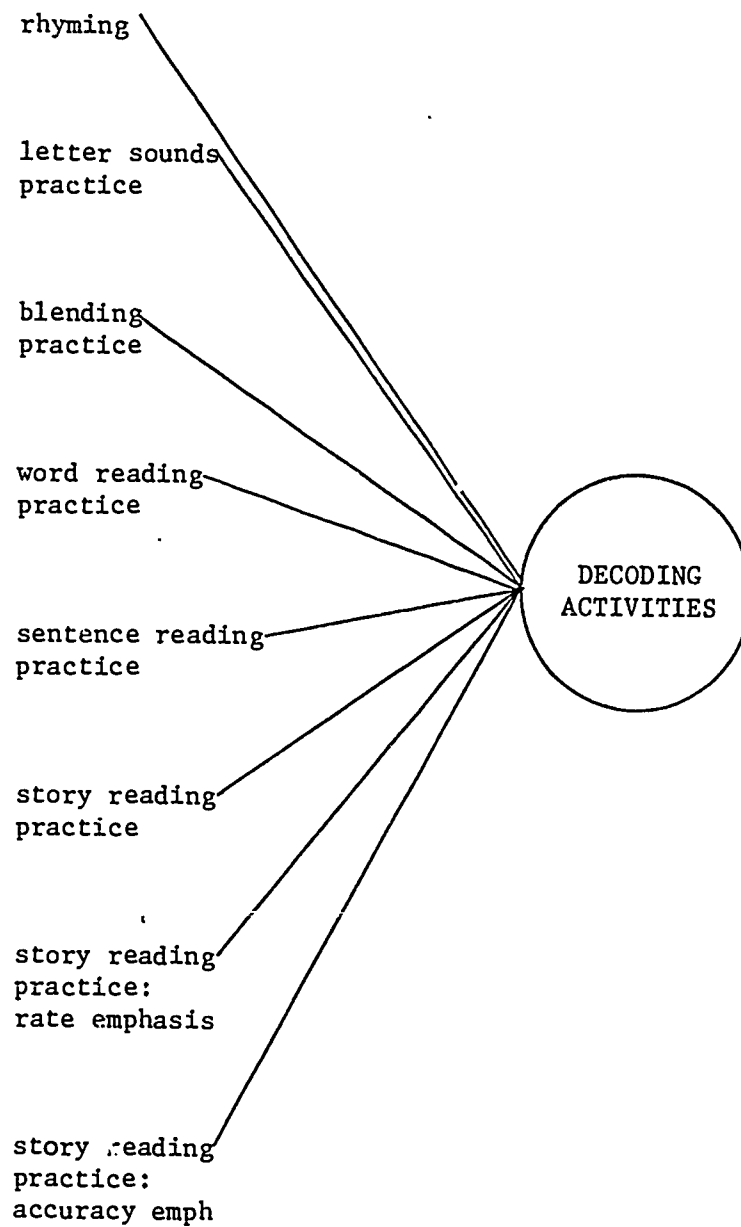 rhyming
letter sounds
practice
blending
practice
word reading
practice
DECODING
ACTIVITIES
sentence reading
practice
story reading
practice
story reading
practice:
rate emphasis
story reading
practice:
accuracy emph